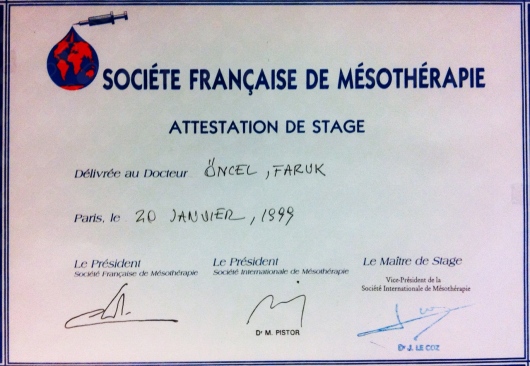 SOCIÉTE FRANÇAISE DE MÉSOTHÉRAPIE
ATTESTATION DE STAGE
Délivrée au Docteur ÖNCEL, FARUK
Paris, le 20 JANVIER, 1999
Le Président
Société Française de Mésothérapie
Le Président
Société Internationale de Mésothérapie
Le Maître de Stage
Vice-Président de la
Société Internationale de Mésothérapie
Dr M. PISTOR
Dr J. LE COZ